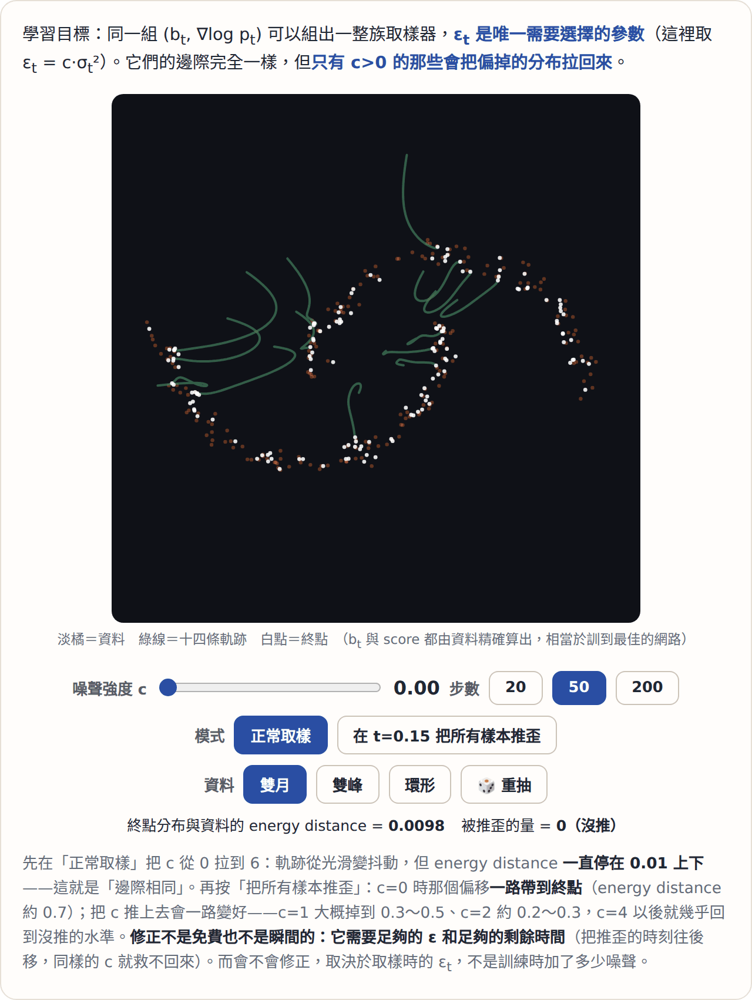 學習目標：同一組 (bt, ∇log pt) 可以組出一整族取樣器，εt 是唯一需要選擇的參數（這裡取
εt = c·σt²）。它們的邊際完全一樣，但只有 c>0 的那些會把偏掉的分布拉回來。
淡橘＝資料　綠線＝十四條軌跡　白點＝終點　（bt 與 score 都由資料精確算出，相當於訓到最佳的網路）
噪聲強度 c 0.00 步數 20 50 200
模式 正常取樣 在 t=0.15 把所有樣本推歪
資料 雙月 雙峰 環形 🎲 重抽
終點分布與資料的 energy distance = 0.0098　被推歪的量 = 0（沒推）
先在「正常取樣」把 c 從 0 拉到 6：軌跡從光滑變抖動，但 energy distance 一直停在 0.01 上下
——這就是「邊際相同」。再按「把所有樣本推歪」：c=0 時那個偏移一路帶到終點（energy distance
約 0.7）；把 c 推上去會一路變好——c=1 大概掉到 0.3～0.5、c=2 約 0.2～0.3，c=4 以後就幾乎回
到沒推的水準。修正不是免費也不是瞬間的：它需要足夠的 ε 和足夠的剩餘時間（把推歪的時刻往後
移，同樣的 c 就救不回來）。而會不會修正，取決於取樣時的 εt，不是訓練時加了多少噪聲。